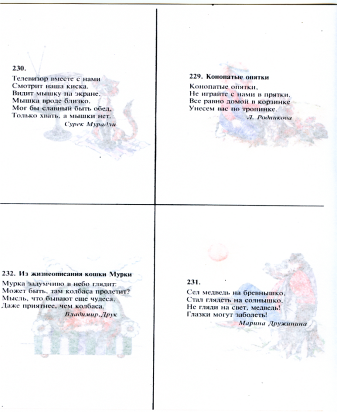 230.
Телевизор вместе с нами
Смотрит наша киска.
Видит мышку на экране.
Мышка вроде близко.
Мог бы славный быть обед,
Только хвать, а мышки нет.
Сурек Мурадли
229. Конопатые опятки
Конопатые опятки,
Не играйте с нами в прятки.
Все равно домой в корзинке
Унесем вас по тропинке.
Л. Родникова
232. Из жизнеописания кошки Мурки
Мурка задумчиво в небо глядит:
Может быть, там колбаса пролетит?
Мысль, что бывают еще чудеса,
Даже приятнее, чем колбаса.
Владимир Друк
231.
Сел медведь на бревнышко,
Стал глядеть на солнышко.
Не гляди на свет, медведь!
Глазки могут заболеть!
Марина Дружинина